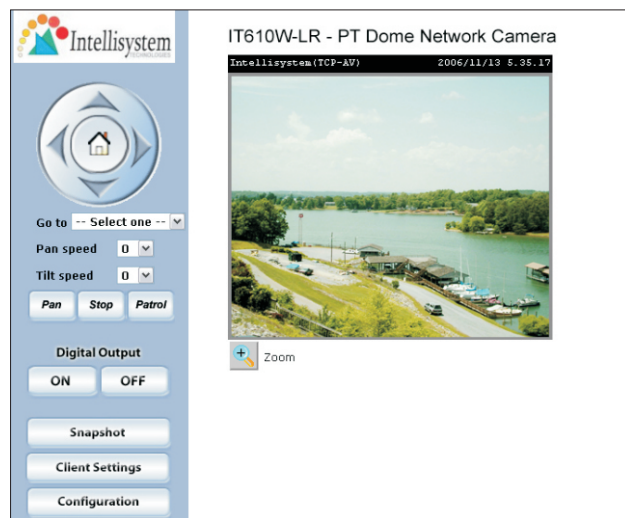 Intellisystem
TECHNOLOGIES
IT610W-LR - PT Dome Network Camera
Intellisystem(TCP-AV) 2006/11/13 5.35.17
Go to -- Select one --
Pan speed 0
Tilt speed 0
Pan Stop Patrol
Digital Output
ON OFF
Snapshot
Client Settings
Configuration
Zoom